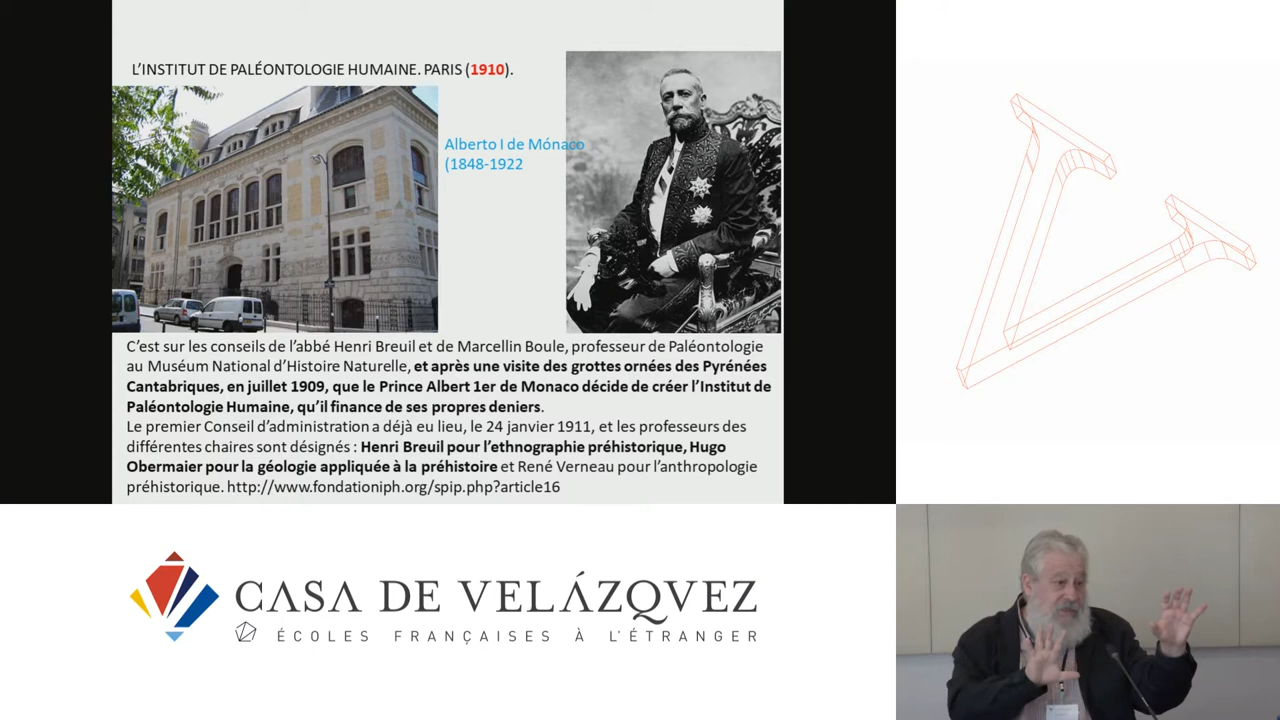 L'INSTITUT DE PALÉONTOLOGIE HUMAINE. PARIS (1910).
Alberto I de Mónaco
(1848-1922
C'est sur les conseils de l'abbé Henri Breuil et de Marcellin Boule, professeur de Paléontologie
au Muséum National d'Histoire Naturelle, et après une visite des grottes ornées des Pyrénées
Cantabriques, en juillet 1909, que le Prince Albert 1er de Monaco décide de créer l'Institut de
Paléontologie Humaine, qu'il finance de ses propres deniers.
Le premier Conseil d'administration a déjà eu lieu, le 24 janvier 1911, et les professeurs des
différentes chaires sont désignés : Henri Breuil pour l'ethnographie préhistorique, Hugo
Obermaier pour la géologie appliquée à la préhistoire et René Verneau pour l'anthropologie
préhistorique. http://www.fondationiph.org/spip.php?article16
CASA DE VELÁZQVEZ
ÉCOLES FRANÇAISES À L'ÉTRANGER